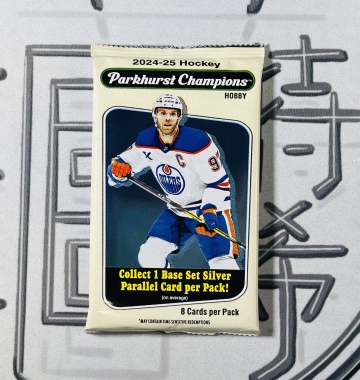 2024-25 Hockey
Parkhurst Champions
HOBBY
C
OILERS
Collect 1 Base Set Silver
Parallel Card per Pack!
(on average)
8 Cards per Pack
*MAY CONTAIN TIME-SENSITIVE REDEMPTIONS